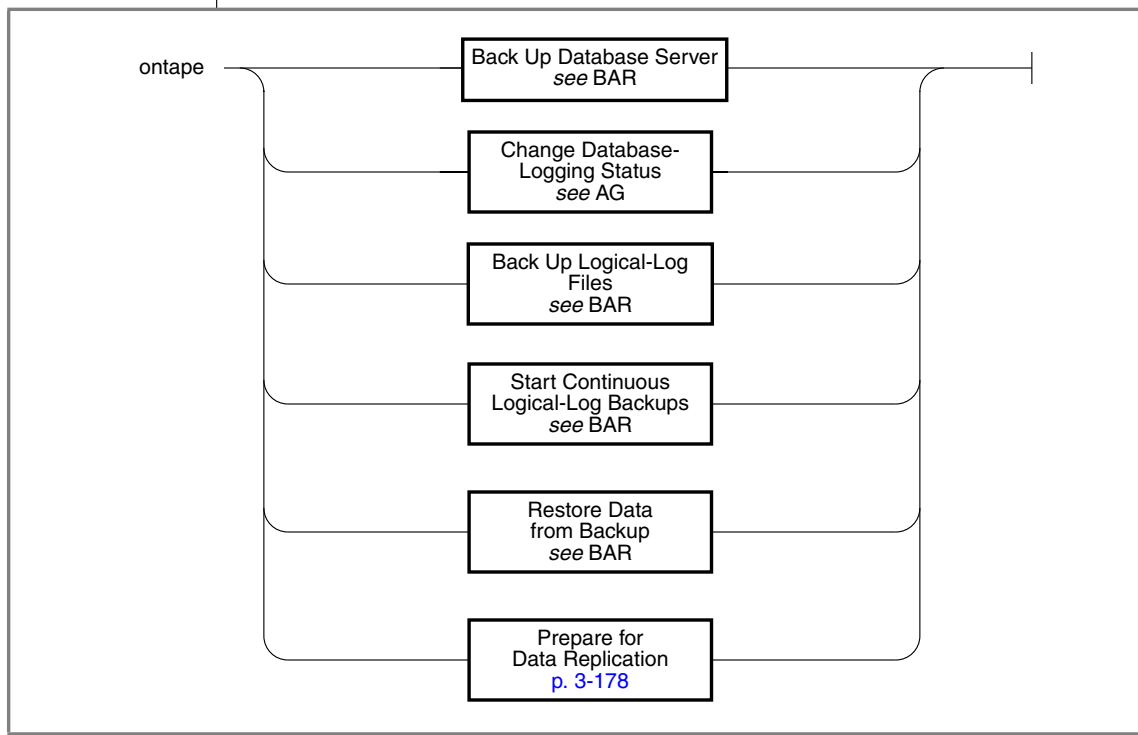 ontape
Back Up Database Server
see BAR
Change Database-
Logging Status
see AG
Back Up Logical-Log
Files
see BAR
Start Continuous
Logical-Log Backups
see BAR
Restore Data
from Backup
see BAR
Prepare for
Data Replication
p. 3-178